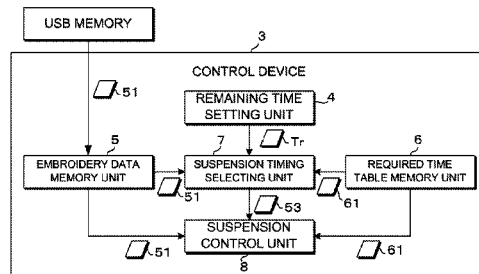 USB MEMORY
3
CONTROL DEVICE
51
REMAINING TIME
SETTING UNIT
4
5
7
Tr
6
EMBROIDERY DATA
MEMORY UNIT
51
SUSPENSION TIMING
SELECTING UNIT
61
REQUIRED TIME
TABLE MEMORY UNIT
53
51
SUSPENSION
CONTROL UNIT
61
8